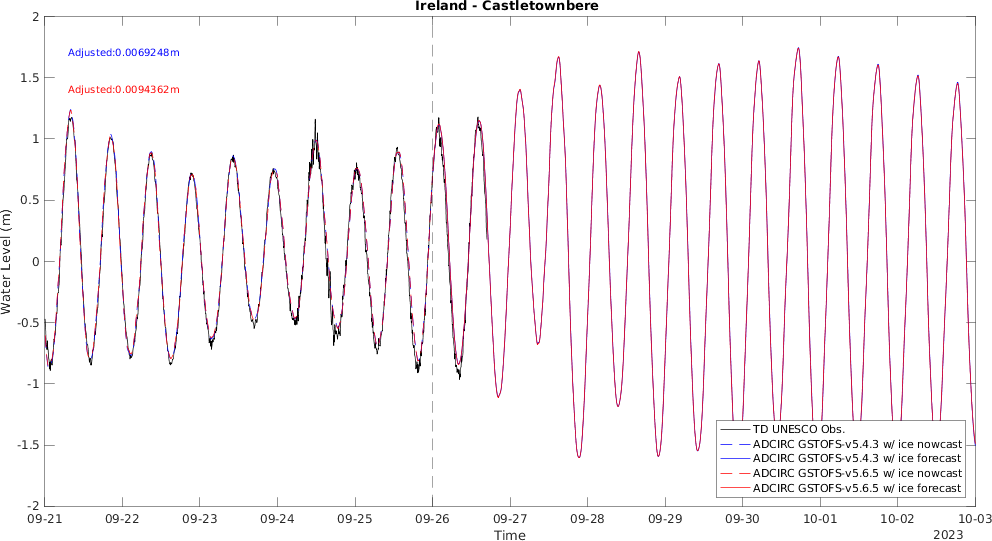 Ireland - Castletownbere
Adjusted:0.0069248m
Adjusted:0.0094362m
Water Level (m)
2
1.5
1
0.5
0
-0.5
-1
-1.5
-2
TD UNESCO Obs.
ADCIRC GSTOFS-v5.4.3 w/ ice nowcast
ADCIRC GSTOFS-v5.4.3 w/ ice forecast
ADCIRC GSTOFS-v5.6.5 w/ ice nowcast
ADCIRC GSTOFS-v5.6.5 w/ ice forecast
09-21 09-22 09-23 09-24 09-25 09-26 09-27 09-28 09-29 09-30 10-01 10-02 10-03
Time
2023